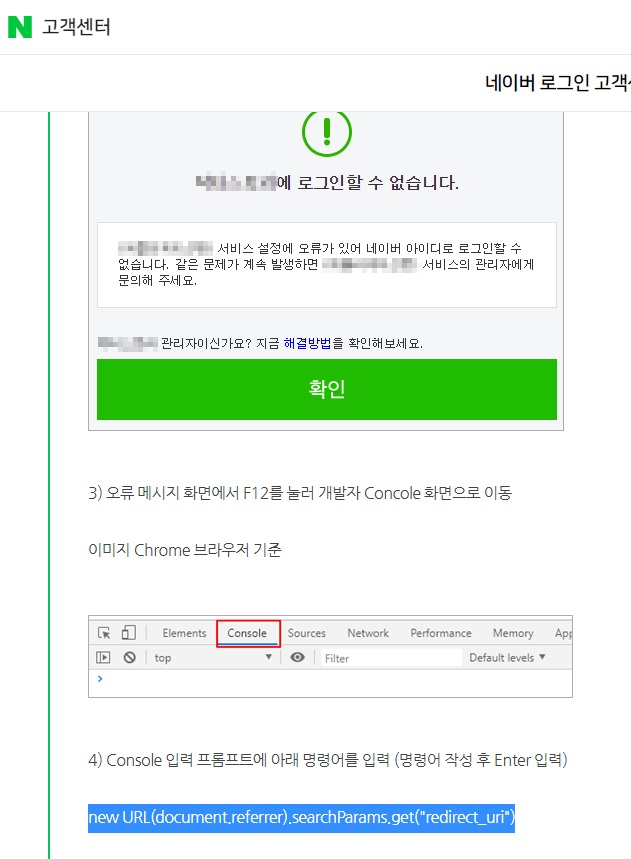 N 고객센터
네이버 로그인 고객
에 로그인할 수 없습니다.
서비스 설정에 오류가 있어 네이버 아이디로 로그인할 수
없습니다. 같은 문제가 계속 발생하면 서비스의 관리자에게
문의해 주세요.
관리자이신가요? 지금 해결방법을 확인해보세요.
확인
3) 오류 메시지 화면에서 F12를 눌러 개발자 Concole 화면으로 이동
이미지 Chrome 브라우저 기준
Elements Console Sources Network Performance Memory App
top Filter Default levels
4) Console 입력 프롬프트에 아래 명령어를 입력 (명령어 작성 후 Enter 입력)
new URL(document.referrer).searchParams.get("redirect_uri")